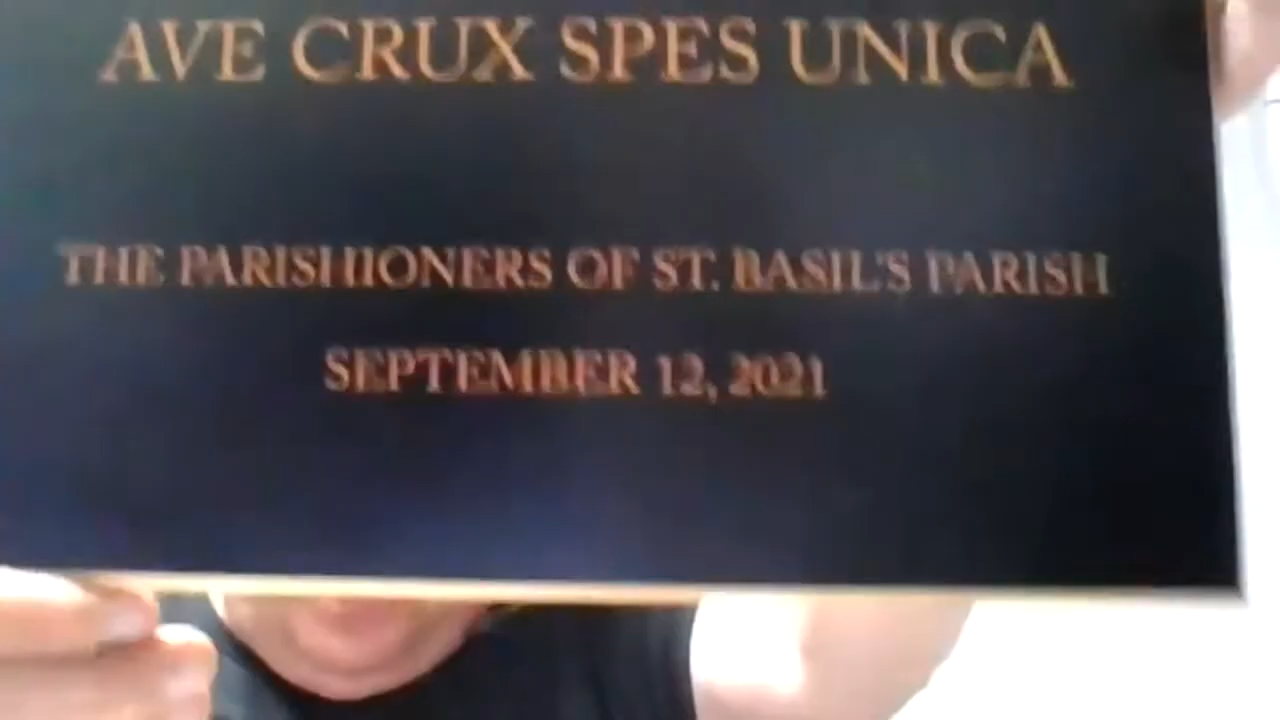 AVE CRUX SPES UNICA
THE PARISHIONERS OF ST. BASIL'S PARISH
SEPTEMBER 12, 2021